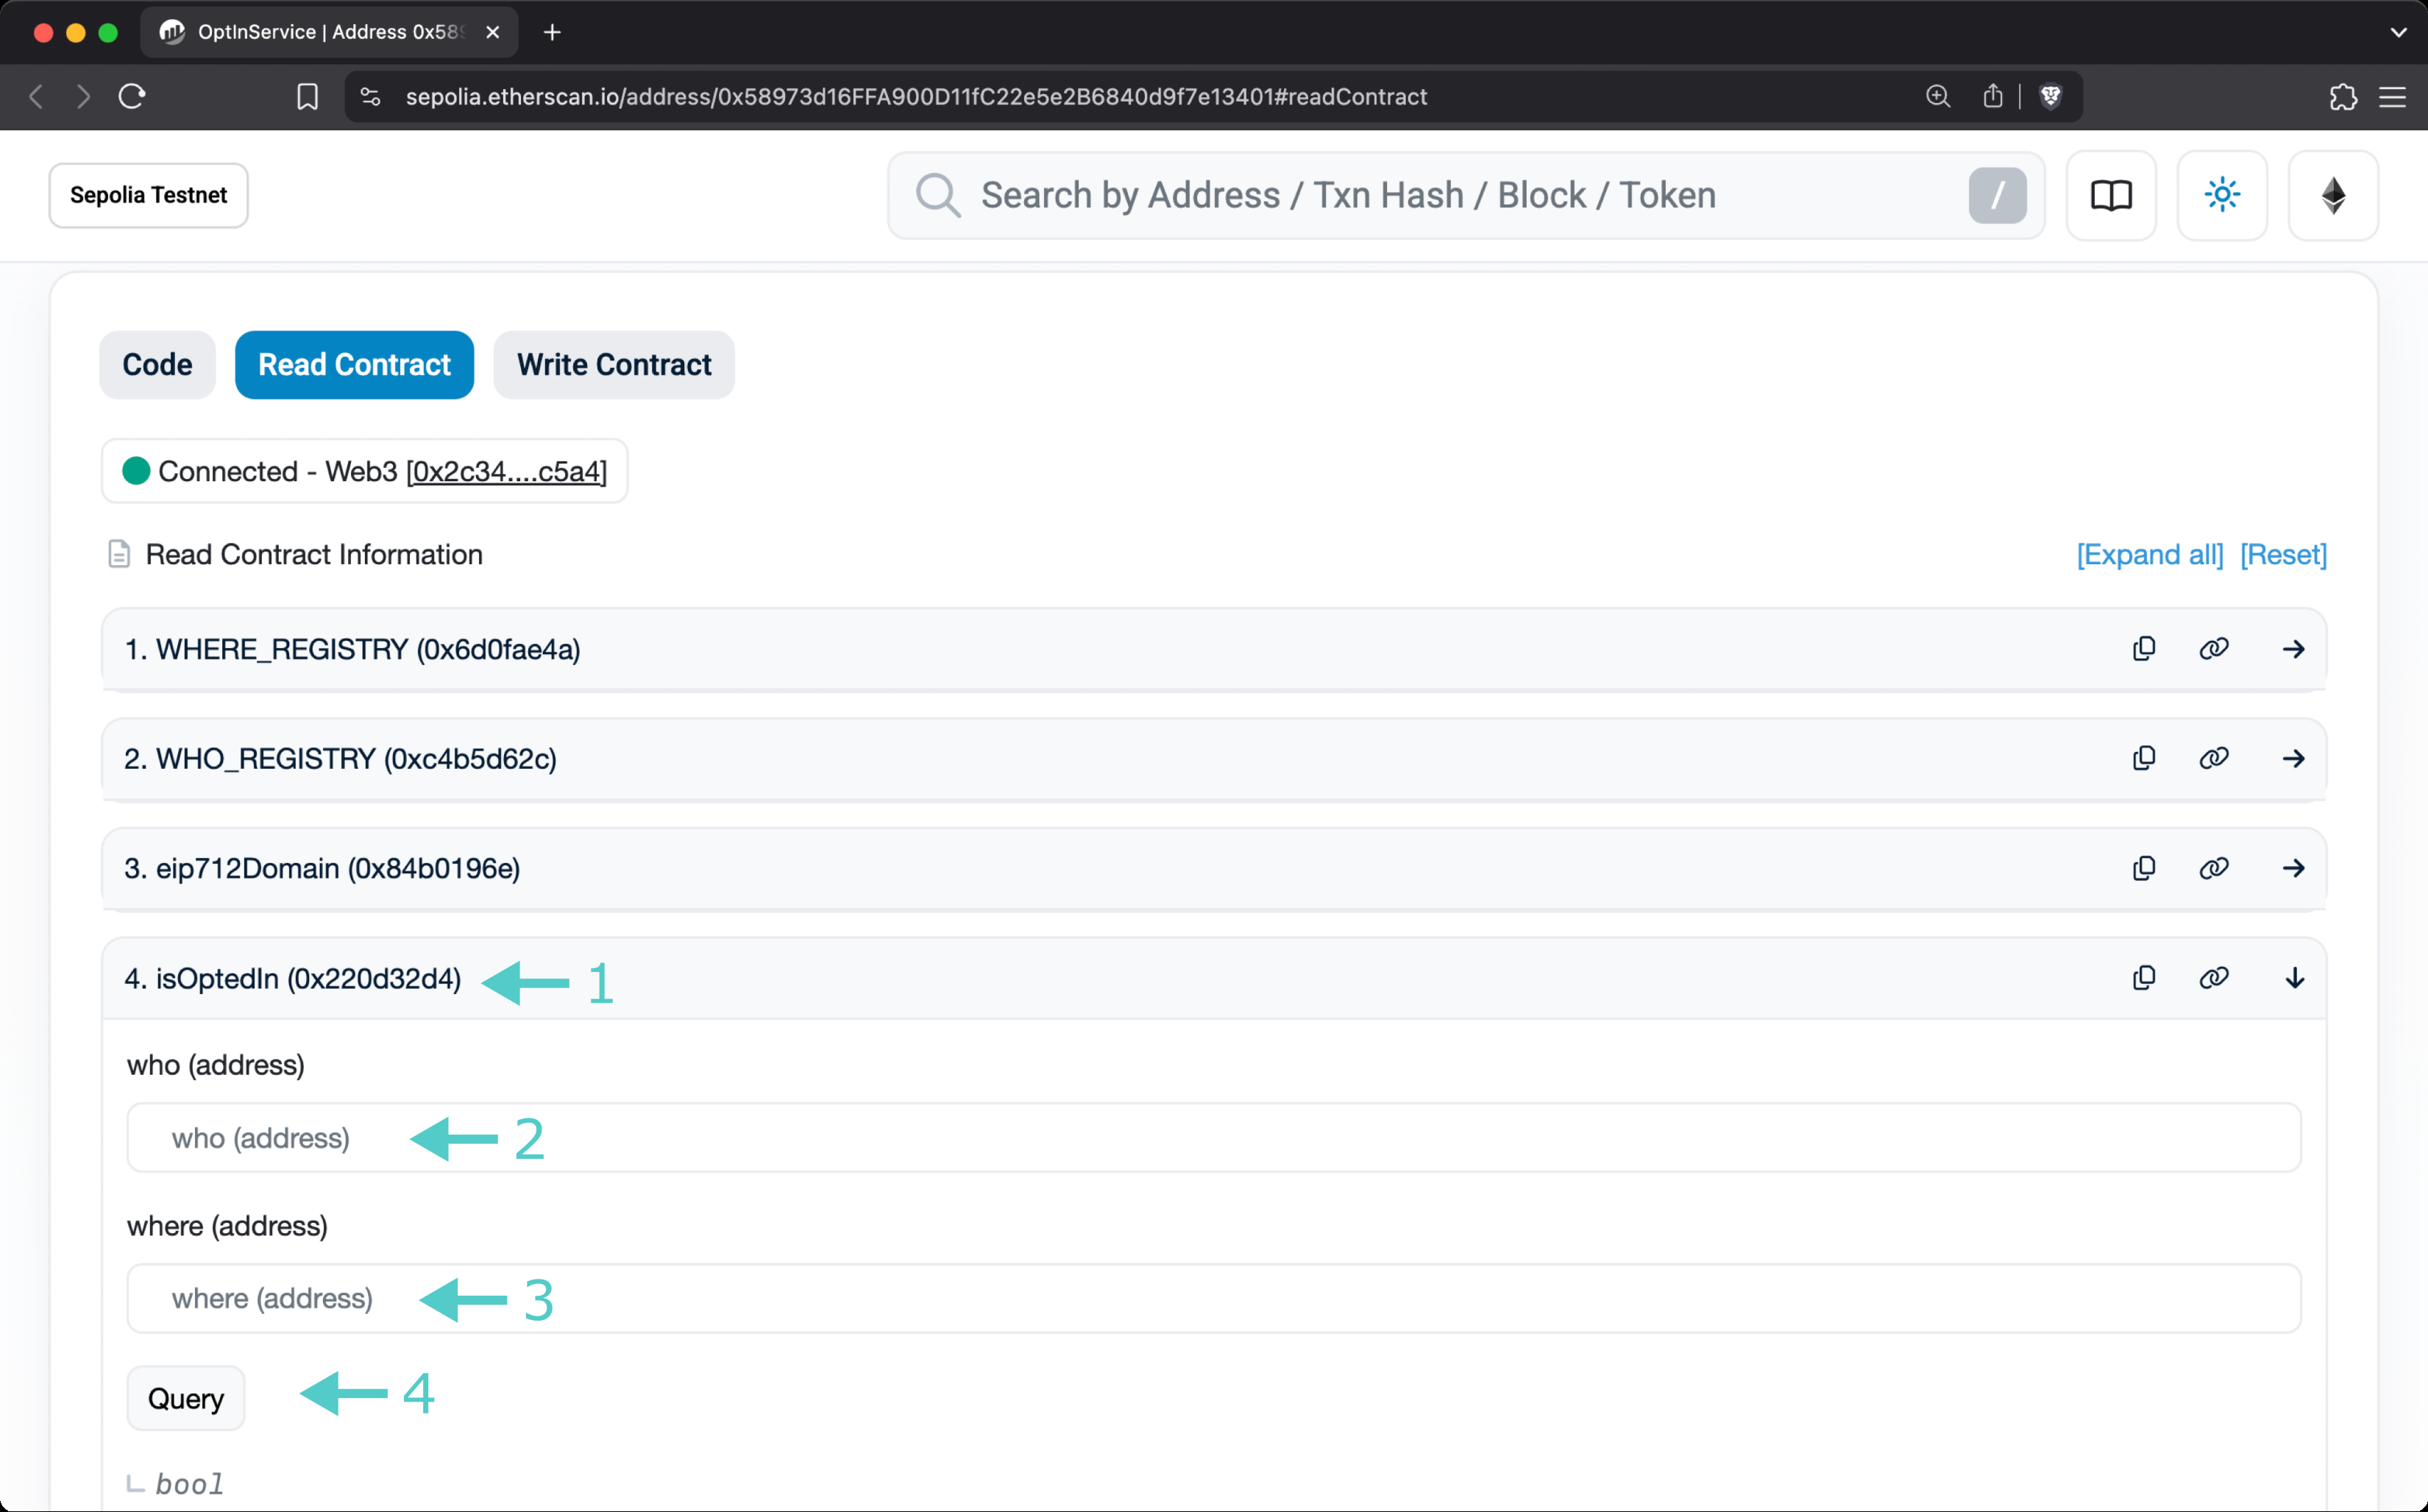 OptInService | Address 0x589
sepolia.etherscan.io/address/0x58973d16FFA900D11fC22e5e2B6840d9f7e13401#readContract
Sepolia Testnet
Search by Address / Txn Hash / Block / Token
/
Code
Read Contract
Write Contract
Connected - Web3 [0x2c34....c5a4]
Read Contract Information
[Expand all] [Reset]
1. WHERE_REGISTRY (0x6d0fae4a)
2. WHO_REGISTRY (0xc4b5d62c)
3. eip712Domain (0x84b0196e)
4. isOptedIn (0x220d32d4)
1
who (address)
who (address)
2
where (address)
where (address)
3
Query
4
bool